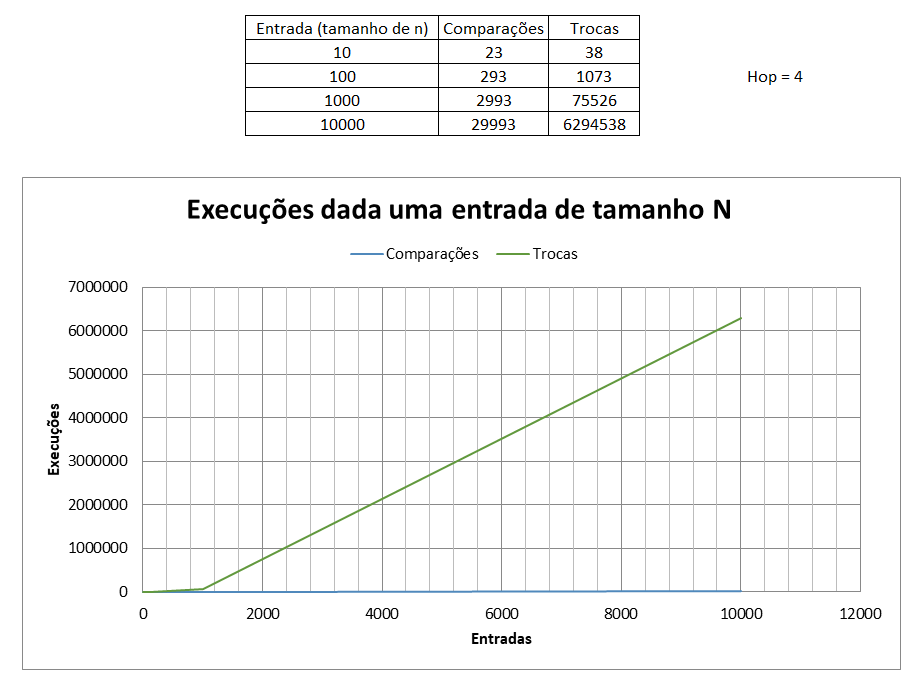 Entrada (tamanho de n) Comparações Trocas
10 23 38
100 293 1073
Hop = 4
1000 2993 75526
10000 29993 6294538
Execuções dada uma entrada de tamanho N
Comparações Trocas
7000000
6000000
5000000
4000000
3000000
2000000
1000000
0
Execuções
0 2000 4000 6000 8000 10000 12000
Entradas